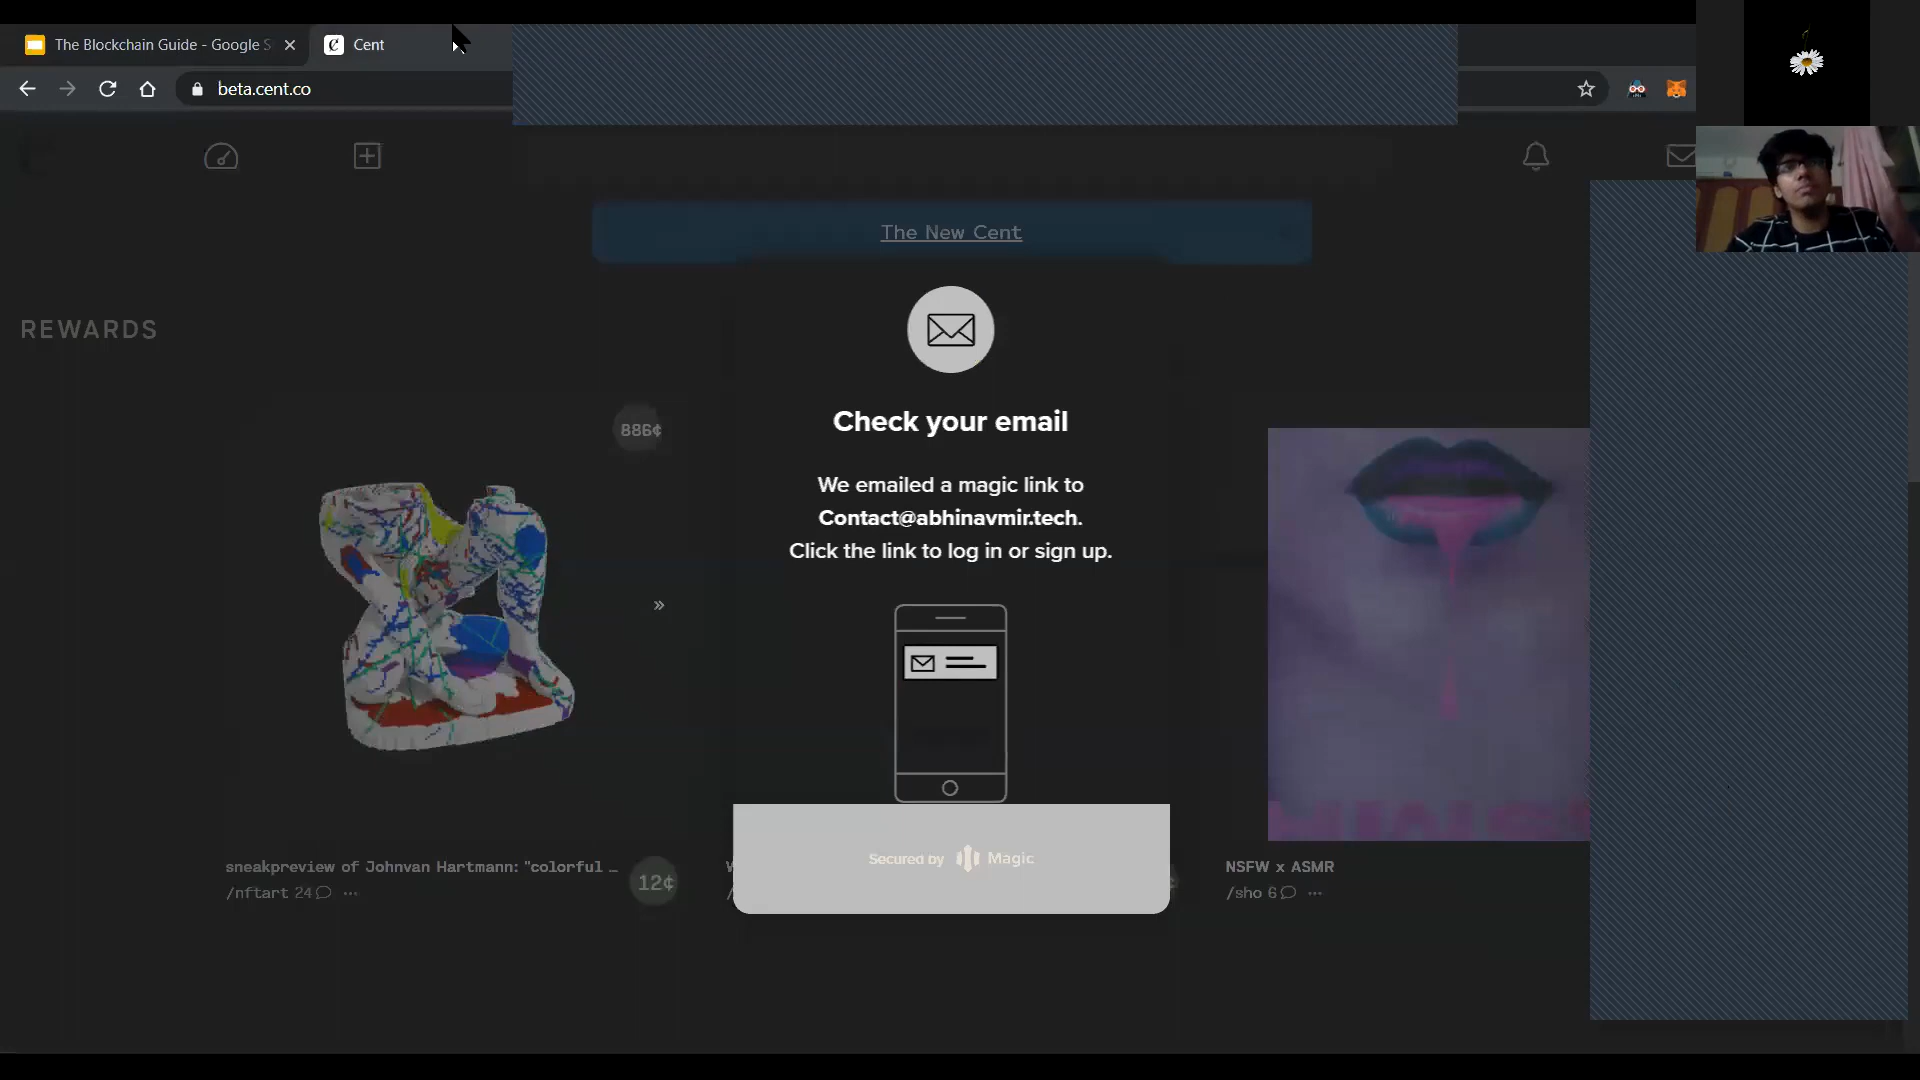 The Blockchain Guide - Google S
Cent
beta.cent.co
The New Cent
REWARDS
886¢
Check your email
We emailed a magic link to
Contact@abhinavmir.tech.
Click the link to log in or sign up.
»
Secured by Magic
sneakpreview of Johnvan Hartmann: "colorful …
/nftart 24 ···
12¢
NSFW x ASMR
/sho 6 ···